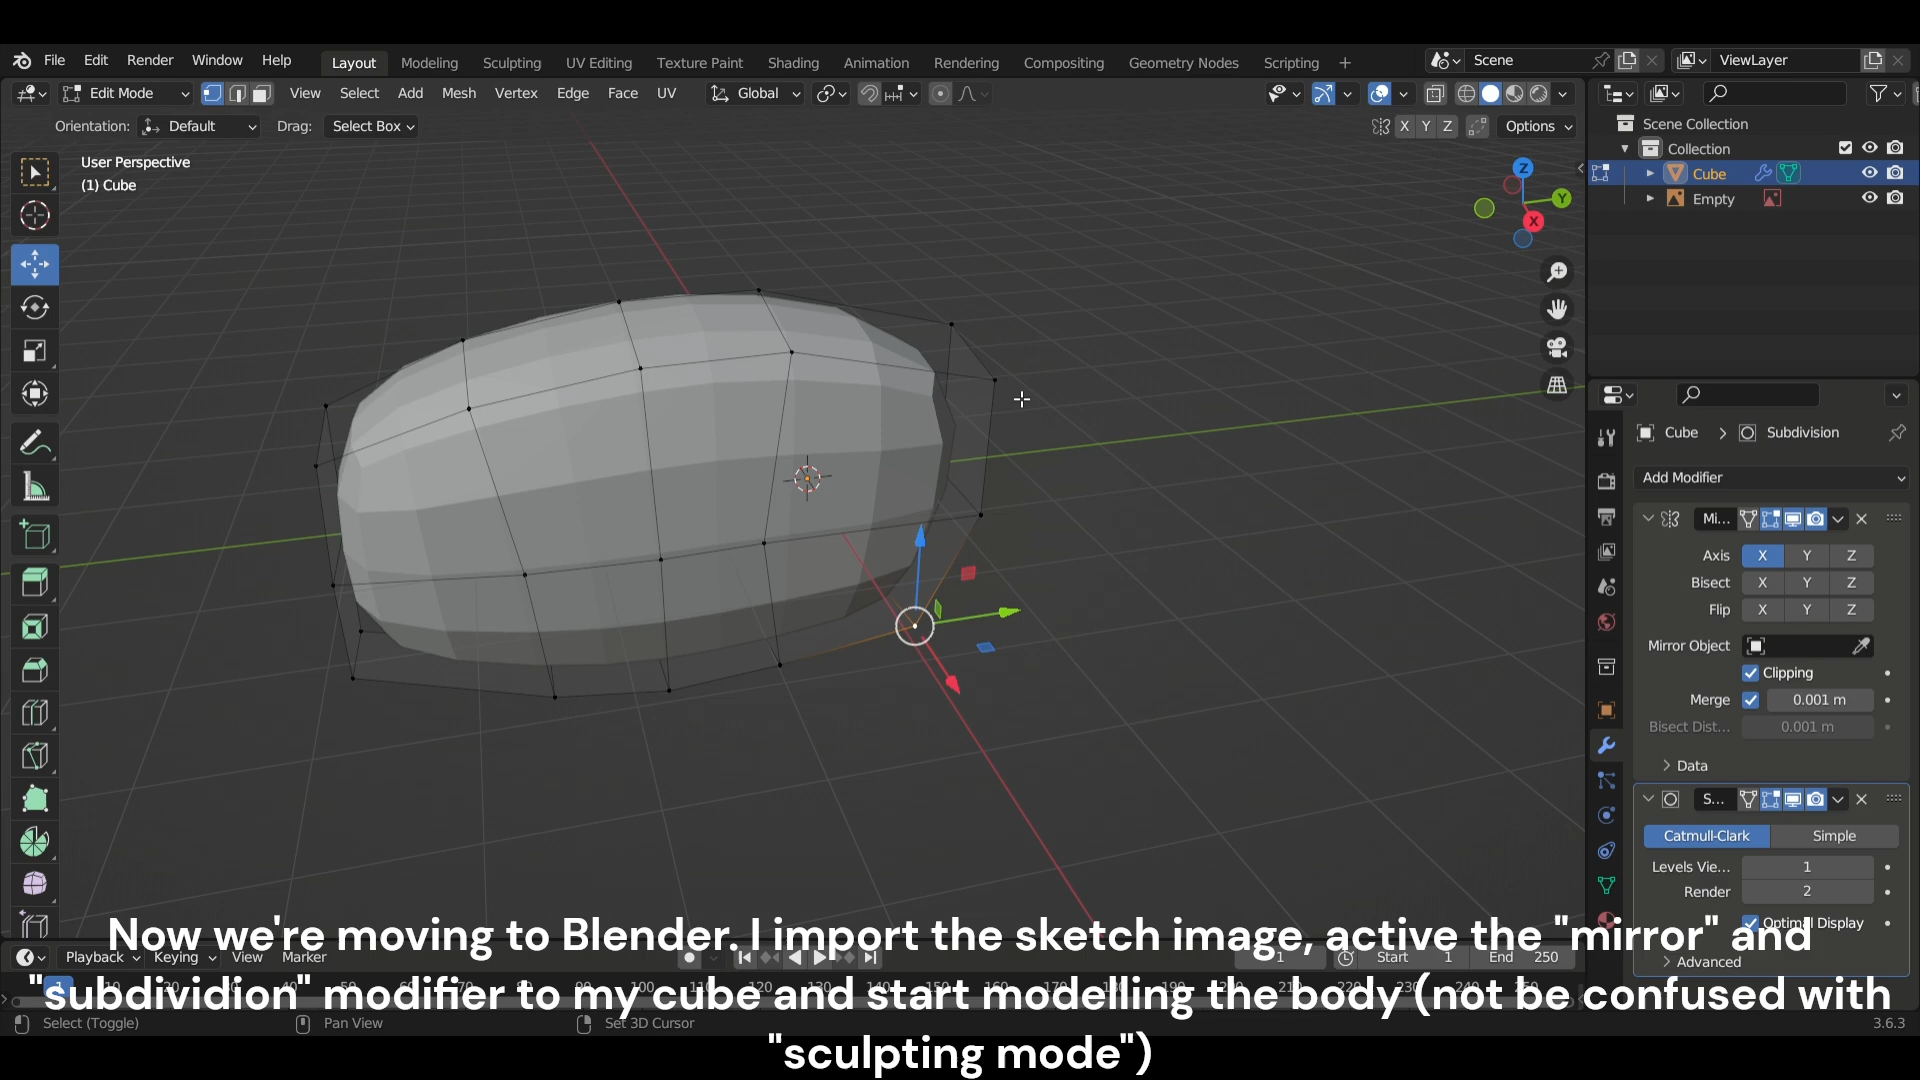 File Edit Render Window Help Layout Modeling Sculpting UV Editing Texture Paint Shading Animation Rendering Compositing Geometry Nodes Scripting + Scene ViewLayer
Edit Mode View Select Add Mesh Vertex Edge Face UV Global
Orientation: Default Drag: Select Box X Y Z Options
User Perspective
(1) Cube
Z
Y
X
Scene Collection
Collection
Cube
Empty
Cube > Subdivision
Add Modifier
Mi...
Axis X Y Z
Bisect X Y Z
Flip X Y Z
Mirror Object
Clipping
Merge 0.001 m
Bisect Dist... 0.001 m
> Data
S...
Catmull-Clark Simple
Levels Vie... 1
Render 2
Optimal Display
> Advanced
Now we're moving to Blender. I import the sketch image, active the "mirror" and
"subdividion" modifier to my cube and start modelling the body (not be confused with
"sculpting mode")
Playback Keying View Marker 1 Start 1 End 250
Select (Toggle) Pan View Set 3D Cursor 3.6.3